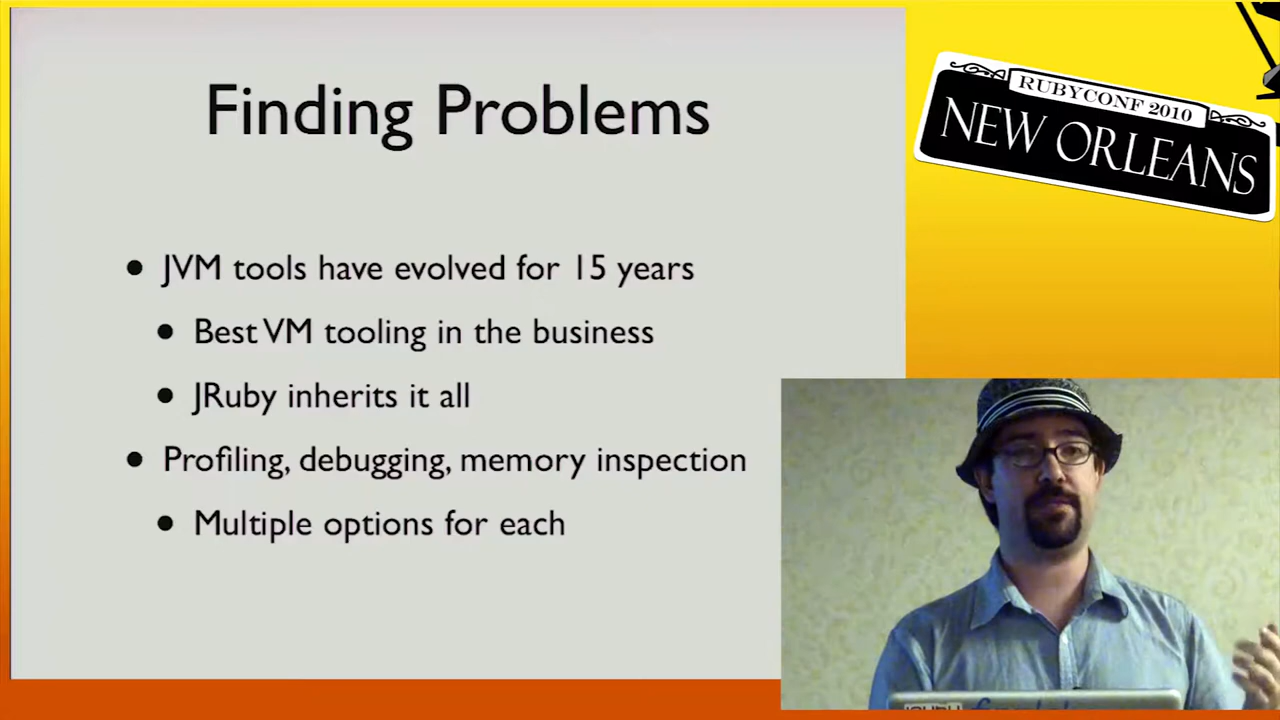 Finding Problems
• JVM tools have evolved for 15 years
• Best VM tooling in the business
• JRuby inherits it all
• Profiling, debugging, memory inspection
• Multiple options for each
RUBYCONF 2010
NEW ORLEANS